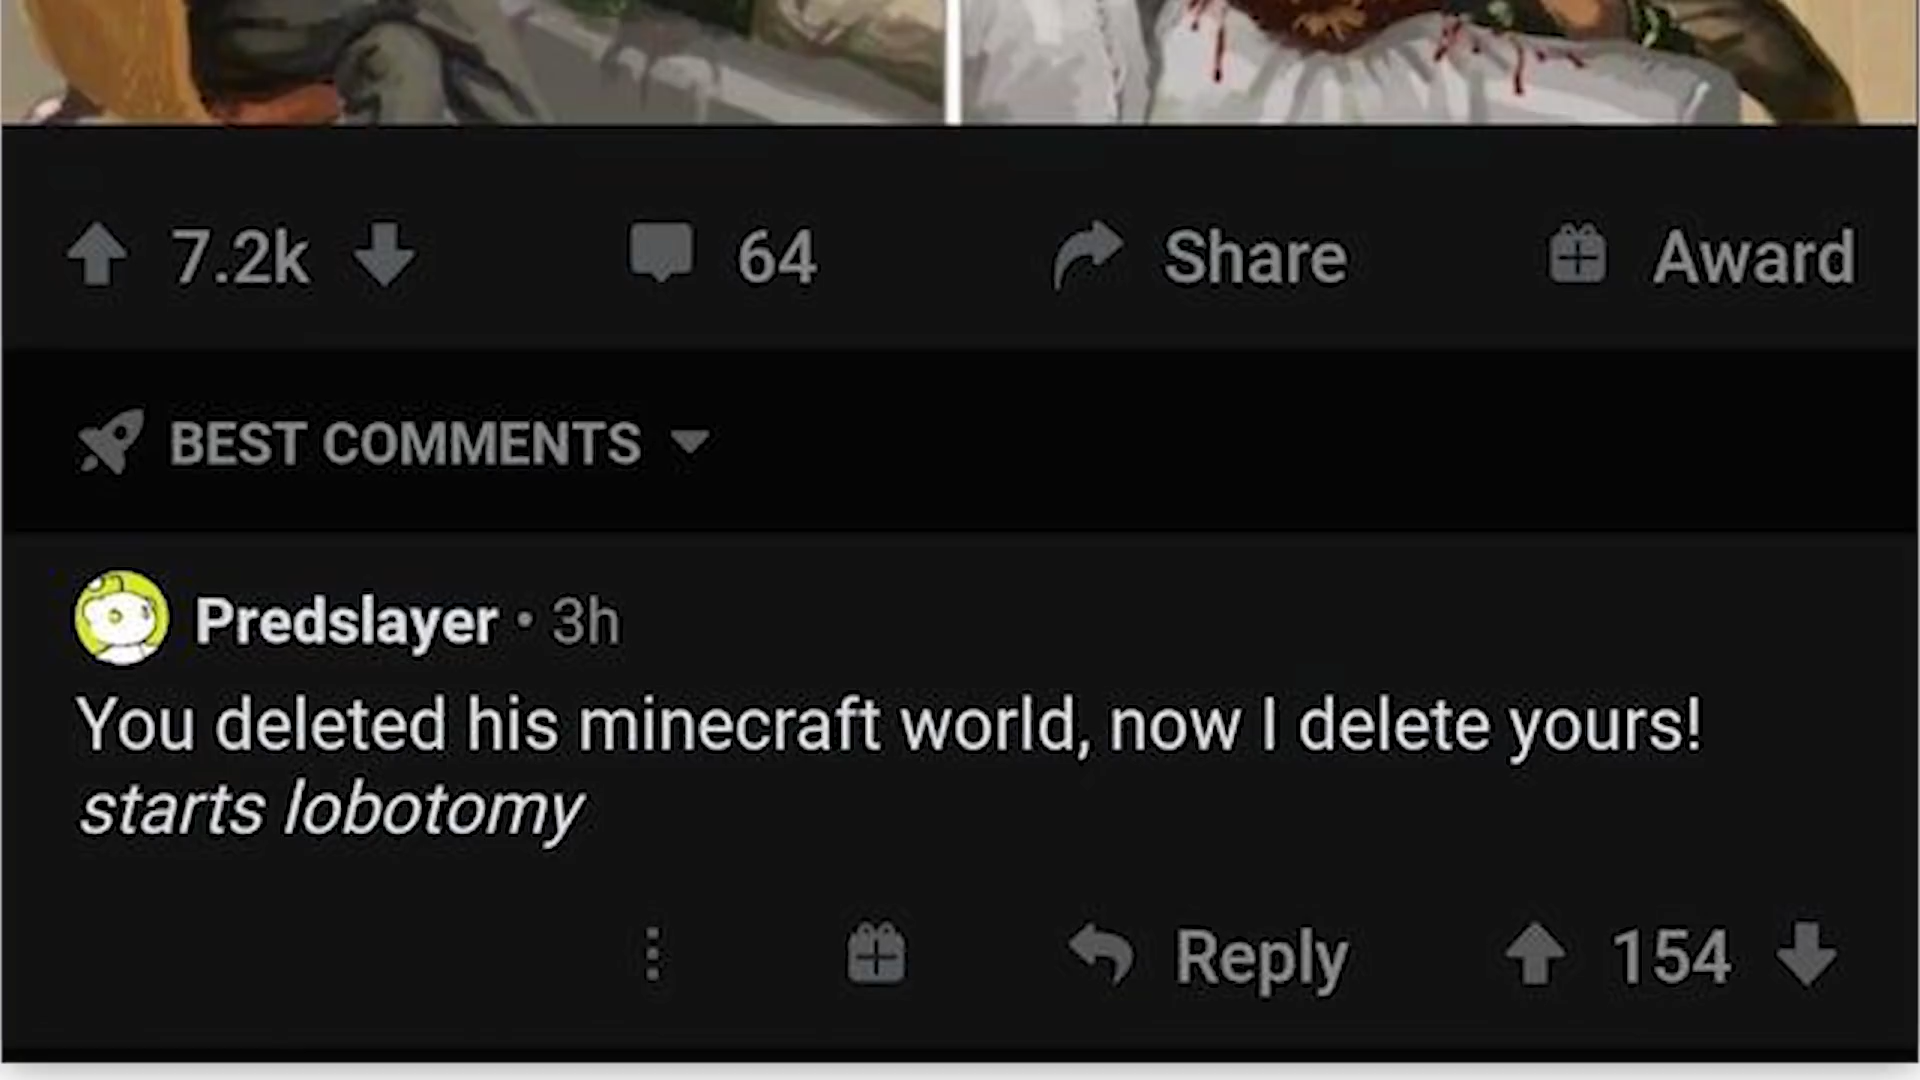 7.2k 64 Share Award
BEST COMMENTS
Predslayer • 3h
You deleted his minecraft world, now I delete yours!
starts lobotomy
Reply 154